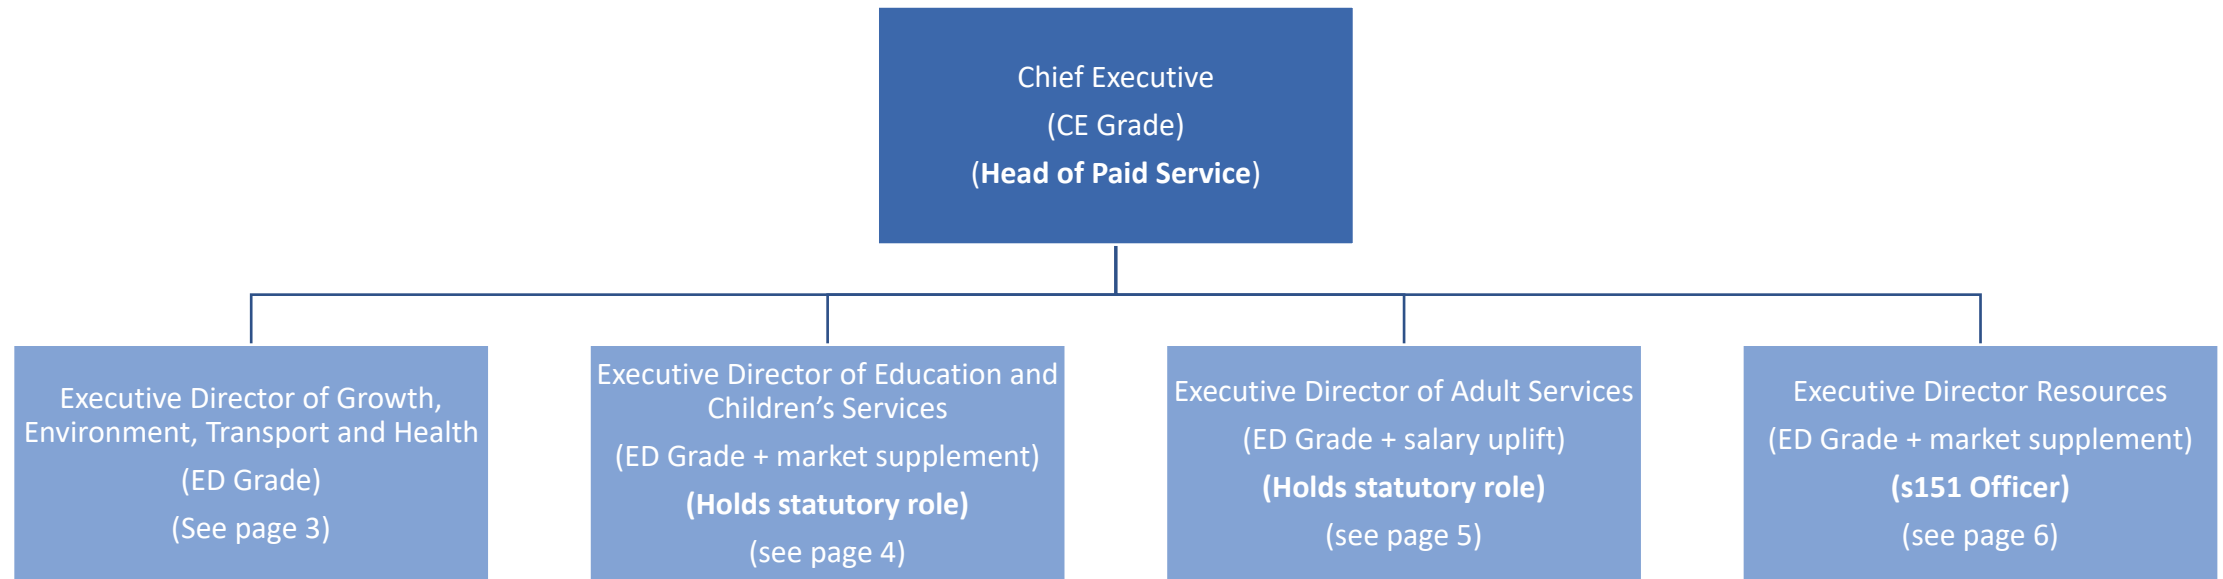 Chief Executive
(CE Grade)
(Head of Paid Service)
Executive Director of Growth,
Environment, Transport and Health
(ED Grade)
(See page 3)
Executive Director of Education and
Children’s Services
(ED Grade + market supplement)
(Holds statutory role)
(see page 4)
Executive Director of Adult Services
(ED Grade + salary uplift)
(Holds statutory role)
(see page 5)
Executive Director Resources
(ED Grade + market supplement)
(s151 Officer)
(see page 6)